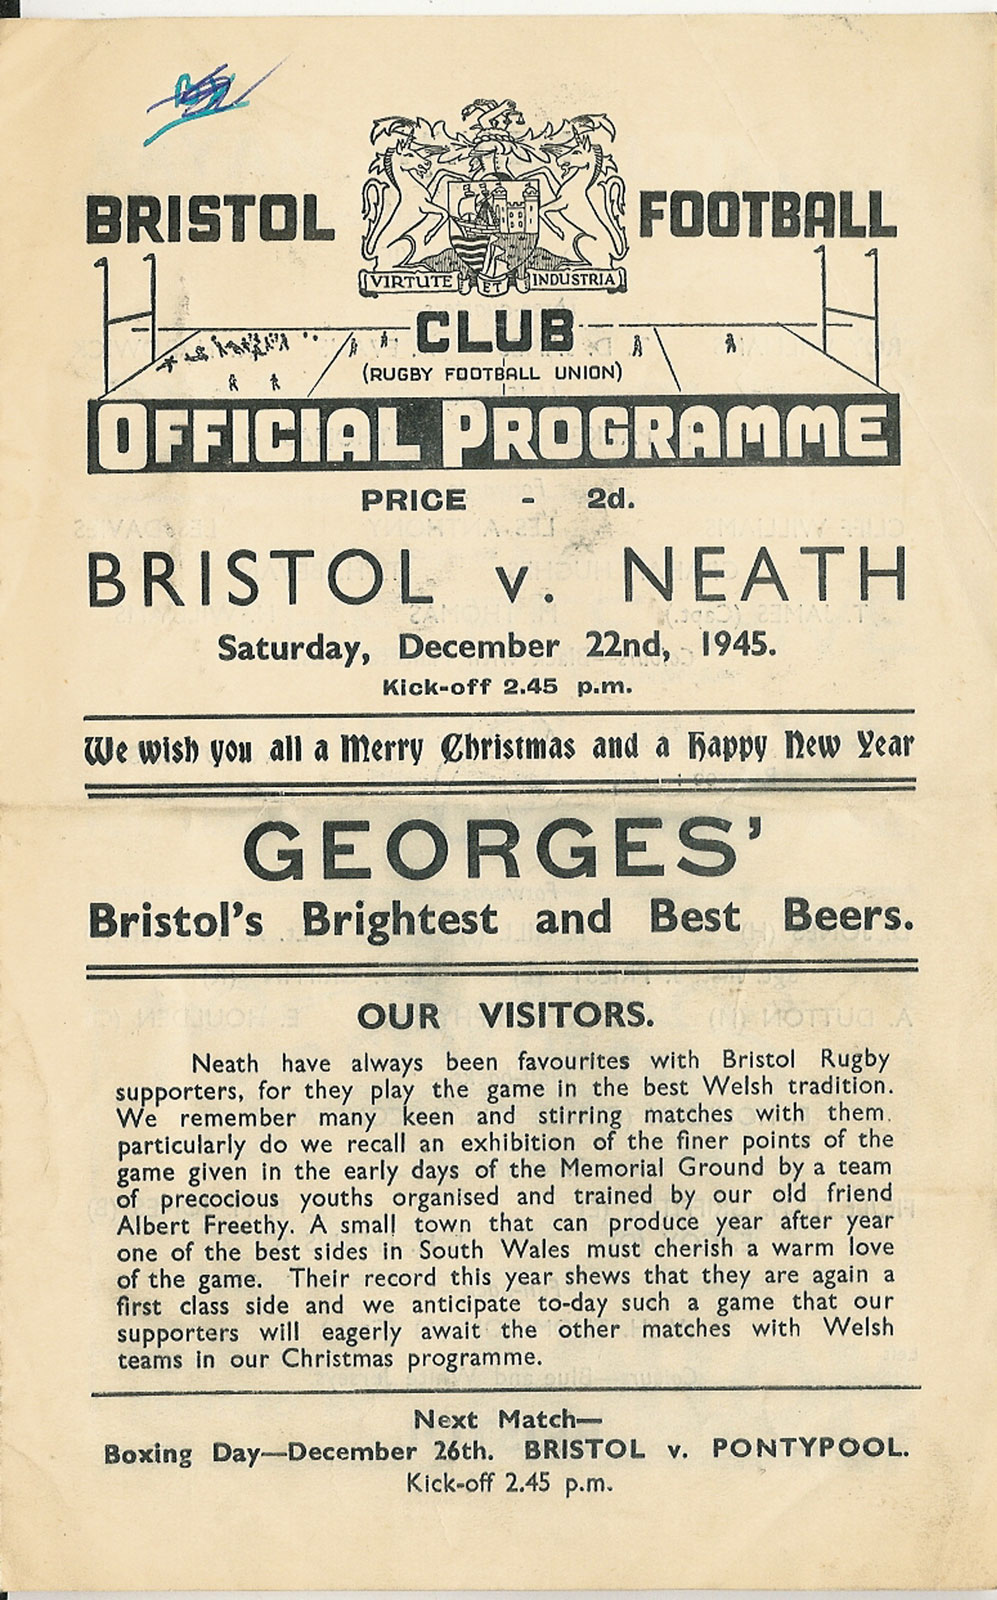 BRISTOL FOOTBALL
VIRTUTE ET INDUSTRIA
CLUB
(RUGBY FOOTBALL UNION)
OFFICIAL PROGRAMME
PRICE - 2d.
BRISTOL v. NEATH
Saturday, December 22nd, 1945.
Kick-off 2.45 p.m.
We wish you all a Merry Christmas and a Happy New Year
GEORGES'
Bristol's Brightest and Best Beers.
OUR VISITORS.
Neath have always been favourites with Bristol Rugby
supporters, for they play the game in the best Welsh tradition.
We remember many keen and stirring matches with them,
particularly do we recall an exhibition of the finer points of the
game given in the early days of the Memorial Ground by a team
of precocious youths organised and trained by our old friend
Albert Freethy. A small town that can produce year after year
one of the best sides in South Wales must cherish a warm love
of the game. Their record this year shews that they are again a
first class side and we anticipate to-day such a game that our
supporters will eagerly await the other matches with Welsh
teams in our Christmas programme.
Next Match—
Boxing Day—December 26th. BRISTOL v. PONTYPOOL.
Kick-off 2.45 p.m.